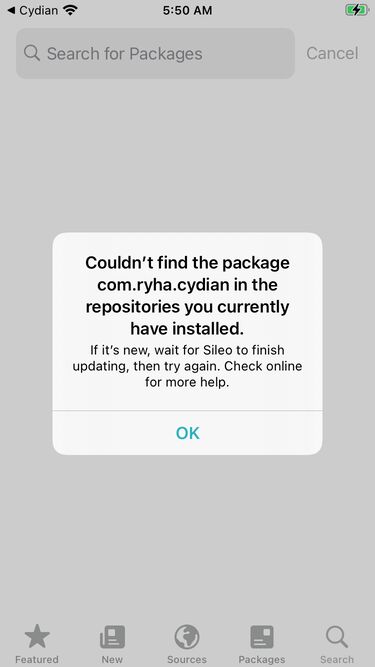 ◀ Cydian
5:50 AM
Search for Packages
Cancel
Couldn't find the package
com.ryha.cydian in the
repositories you currently
have installed.
If it's new, wait for Sileo to finish
updating, then try again. Check online
for more help.
OK
Featured New Sources Packages Search